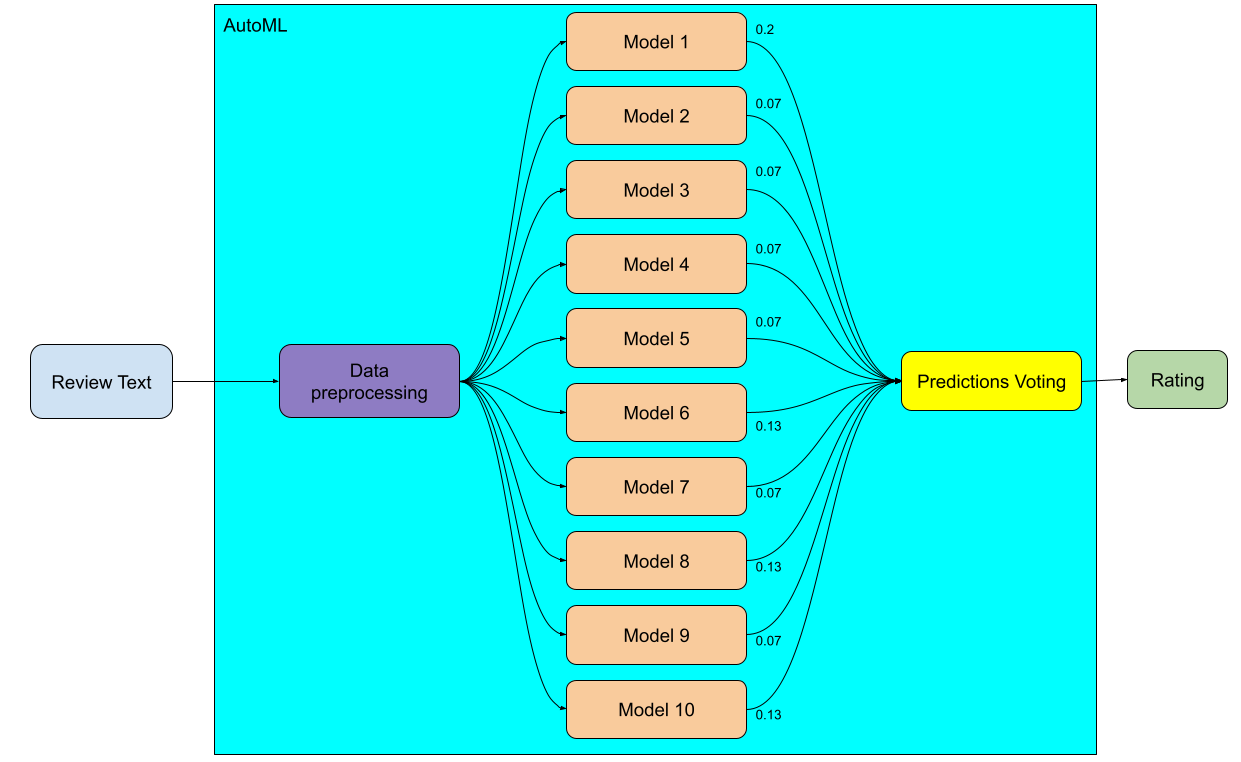 AutoML
Model 1
0.2
Model 2
0.07
Model 3
0.07
Model 4
0.07
Model 5
0.07
Review Text
Data
preprocessing
Predictions Voting
Rating
Model 6
0.13
Model 7
0.07
Model 8
0.13
Model 9
0.07
Model 10
0.13